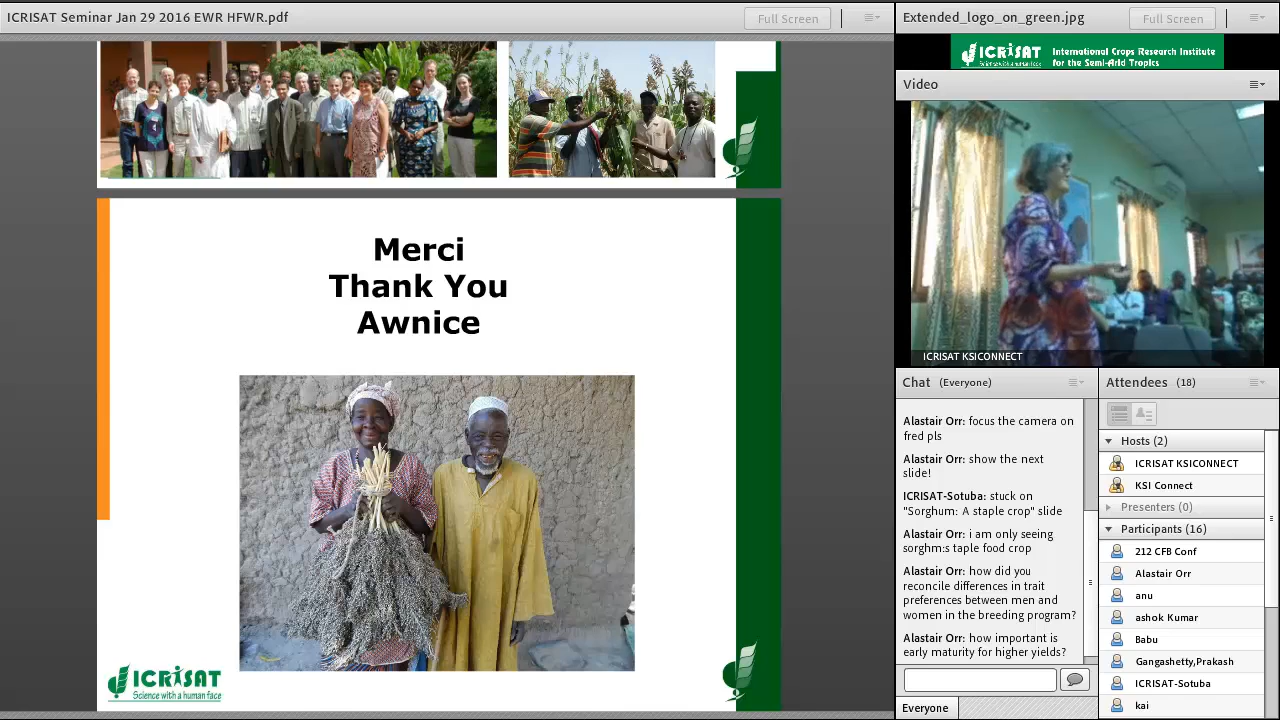 ICRISAT Seminar Jan 29 2016 EWR HFWR.pdf
Full Screen
Merci
Thank You
Awnice
ICRISAT
Science with a human face
Extended_logo_on_green.jpg
Full Screen
ICRISAT
Science with a human face
International Crops Research Institute
for the Semi-Arid Tropics
Video
ICRISAT KSICONNECT
Chat (Everyone)
Alastair Orr: focus the camera on
fred pls
Alastair Orr: show the next
slide!
ICRISAT-Sotuba: stuck on
"Sorghum: A staple crop" slide
Alastair Orr: i am only seeing
sorghm:s taple food crop
Alastair Orr: how did you
reconcile differences in trait
preferences between men and
women in the breeding program?
Alastair Orr: how important is
early maturity for higher yields?
Everyone
Attendees (18)
Hosts (2)
ICRISAT KSICONNECT
KSI Connect
Presenters (0)
Participants (16)
212 CFB Conf
Alastair Orr
anu
ashok Kumar
Babu
Gangashetty,Prakash
ICRISAT-Sotuba
kai